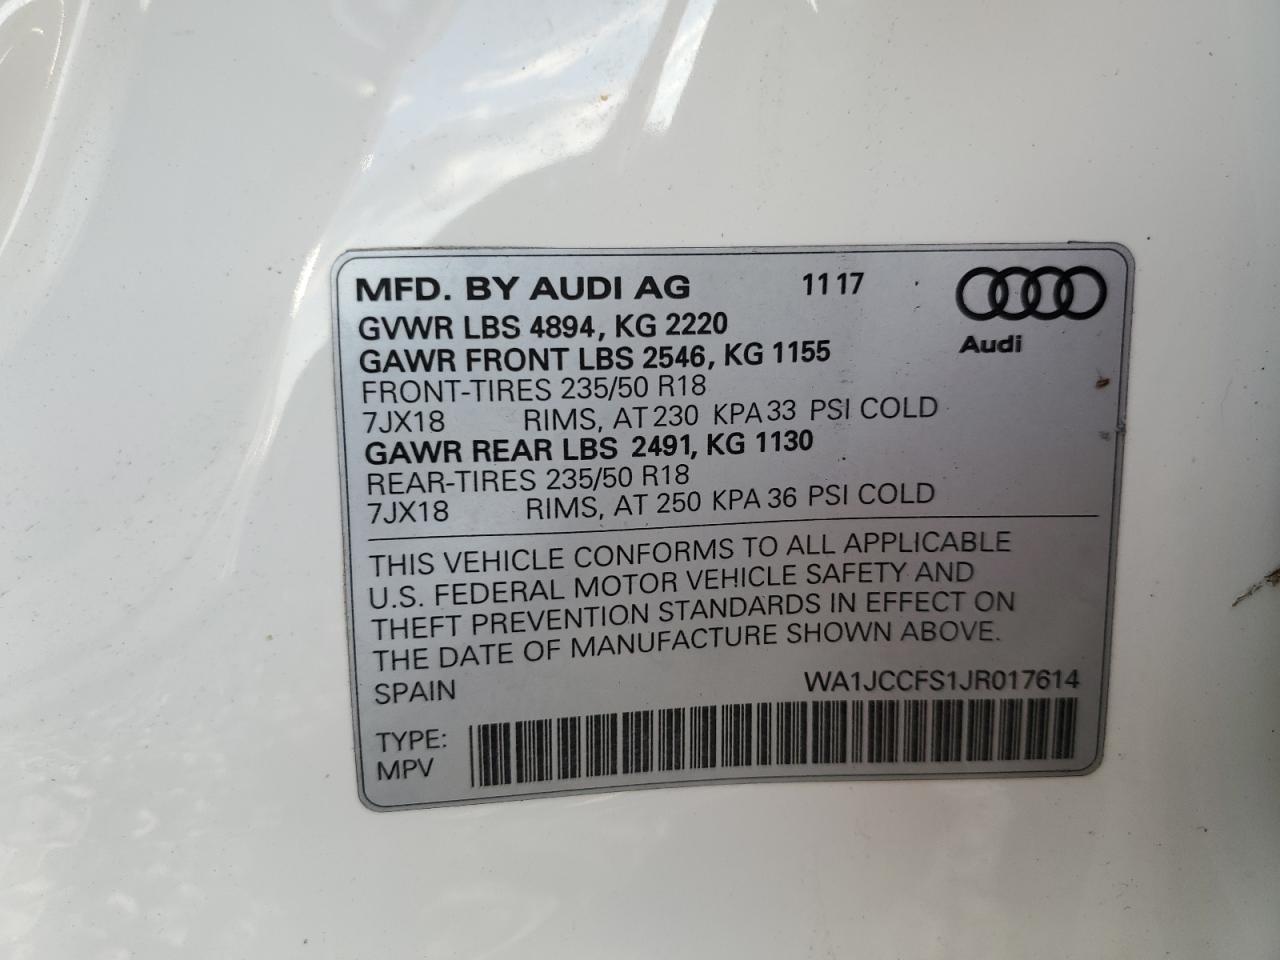 MFD. BY AUDI AG 11 17
GVWR LBS 4894, KG 2220
GAWR FRONT LBS 2546, KG 1155
Audi
FRONT-TIRES 235/50 R18
7JX18 RIMS, AT 230 KPA 33 PSI COLD
GAWR REAR LBS 2491, KG 1130
REAR-TIRES 235/50 R18
7JX18 RIMS, AT 250 KPA 36 PSI COLD
THIS VEHICLE CONFORMS TO ALL APPLICABLE
U.S. FEDERAL MOTOR VEHICLE SAFETY AND
THEFT PREVENTION STANDARDS IN EFFECT ON
THE DATE OF MANUFACTURE SHOWN ABOVE.
SPAIN WA1JCCFS1JR017614
TYPE:
MPV